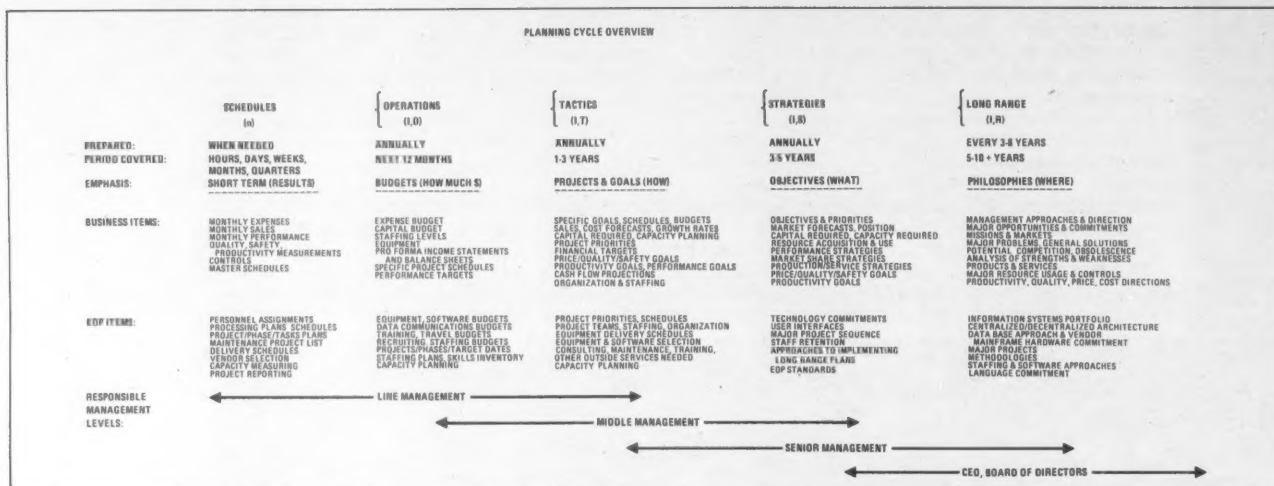 PLANNING CYCLE OVERVIEW
SCHEDULES
(n)
OPERATIONS
(I,O)
TACTICS
(I,T)
STRATEGIES
(I,S)
LONG RANGE
(I,R)
PREPARED: WHEN NEEDED ANNUALLY ANNUALLY ANNUALLY EVERY 3-8 YEARS
PERIOD COVERED: HOURS, DAYS, WEEKS, NEXT 12 MONTHS 1-3 YEARS 3-5 YEARS 5-10 + YEARS
MONTHS, QUARTERS
EMPHASIS: SHORT TERM (RESULTS) BUDGETS (HOW MUCH $) PROJECTS & GOALS (HOW) OBJECTIVES (WHAT) PHILOSOPHIES (WHERE)
BUSINESS ITEMS:
MONTHLY EXPENSES
MONTHLY SALES
MONTHLY PERFORMANCE
QUALITY, SAFETY,
PRODUCTIVITY MEASUREMENTS
CONTROLS
MASTER SCHEDULES
EXPENSE BUDGET
CAPITAL BUDGET
STAFFING LEVELS
EQUIPMENT
PRO FORMA INCOME STATEMENTS
AND BALANCE SHEETS
SPECIFIC PROJECT SCHEDULES
PERFORMANCE TARGETS
SPECIFIC GOALS, SCHEDULES, BUDGETS
SALES, COST FORECASTS, GROWTH RATES
CAPITAL REQUIRED, CAPACITY PLANNING
PROJECT PRIORITIES
FINANCIAL TARGETS
PRICE/QUALITY/SAFETY GOALS
PRODUCTIVITY GOALS, PERFORMANCE GOALS
CASH FLOW PROJECTIONS
ORGANIZATION & STAFFING
OBJECTIVES & PRIORITIES
MARKET FORECASTS, POSITION
CAPITAL REQUIRED, CAPACITY REQUIRED
RESOURCE ACQUISITION & USE
PERFORMANCE STRATEGIES
MARKET SHARE STRATEGIES
PRODUCTION/SERVICE STRATEGIES
PRICE/QUALITY/SAFETY GOALS
PRODUCTIVITY GOALS
MANAGEMENT APPROACHES & DIRECTION
MAJOR OPPORTUNITIES & COMMITMENTS
MISSIONS & MARKETS
MAJOR PROBLEMS, GENERAL SOLUTIONS
POTENTIAL COMPETITION, OBSOLESCENCE
ANALYSIS OF STRENGTHS & WEAKNESSES
PRODUCTS & SERVICES
MAJOR RESOURCE USAGE & CONTROLS
PRODUCTIVITY, QUALITY, PRICE, COST DIRECTIONS
EDP ITEMS:
PERSONNEL ASSIGNMENTS
PROCESSING PLANS SCHEDULES
PROJECT/PHASE/TASKS PLANS
MAINTENANCE PROJECT LIST
DELIVERY SCHEDULES
VENDOR SELECTION
CAPACITY MEASURING
PROJECT REPORTING
EQUIPMENT, SOFTWARE BUDGETS
DATA COMMUNICATIONS BUDGETS
TRAINING, TRAVEL BUDGETS
RECRUITING, STAFFING BUDGETS
PROJECTS/PHASES/TARGET DATES
STAFFING PLANS, SKILLS INVENTORY
CAPACITY PLANNING
PROJECT PRIORITIES, SCHEDULES
PROJECT TEAMS, STAFFING, ORGANIZATION
EQUIPMENT DELIVERY SCHEDULES
EQUIPMENT & SOFTWARE SELECTION
CONSULTING, MAINTENANCE, TRAINING,
OTHER OUTSIDE SERVICES NEEDED
CAPACITY PLANNING
TECHNOLOGY COMMITMENTS
USER INTERFACES
MAJOR PROJECT SEQUENCE
STAFF RETENTION
APPROACHES TO IMPLEMENTING
LONG RANGE PLANS
EDP STANDARDS
INFORMATION SYSTEMS PORTFOLIO
CENTRALIZED/DECENTRALIZED ARCHITECTURE
DATA BASE APPROACH & VENDOR
MAINFRAME HARDWARE COMMITMENT
MAJOR PROJECTS
METHODOLOGIES
STAFFING & SOFTWARE APPROACHES
LANGUAGE COMMITMENT
RESPONSIBLE
MANAGEMENT
LEVELS:
LINE MANAGEMENT
MIDDLE MANAGEMENT
SENIOR MANAGEMENT
CEO, BOARD OF DIRECTORS